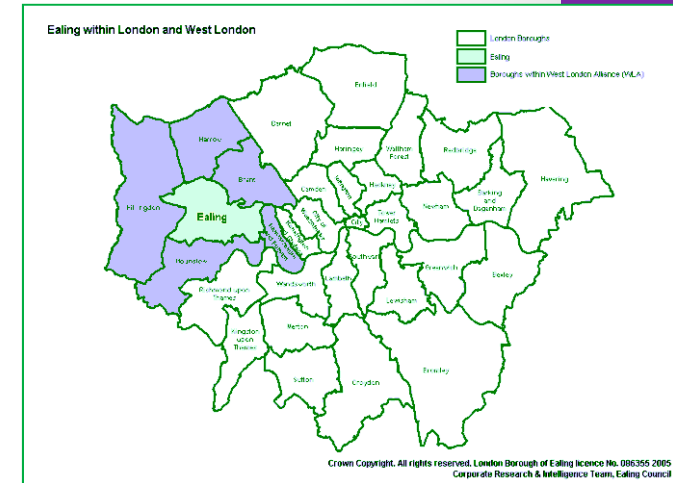 Ealing within London and West London
London Boroughs
Ealing
Boroughs within West London Alliance (WLA)
Enfield
Barnet
Harrow
Haringey
Waltham
Forest
Redbridge
Havering
Brent
Camden
Islington
Hackney
Barking
and
Dagenham
Newham
Hillingdon
Ealing
City of
Westminster
City
Tower
Hamlets
Hounslow
Southwark
Greenwich
Bexley
Richmond upon
Thames
Wandsworth
Lambeth
Lewisham
Kingston
upon
Thames
Merton
Sutton
Croydon
Bromley
Crown Copyright. All rights reserved. London Borough of Ealing licence No. 086355 2005
Corporate Research & Intelligence Team, Ealing Council